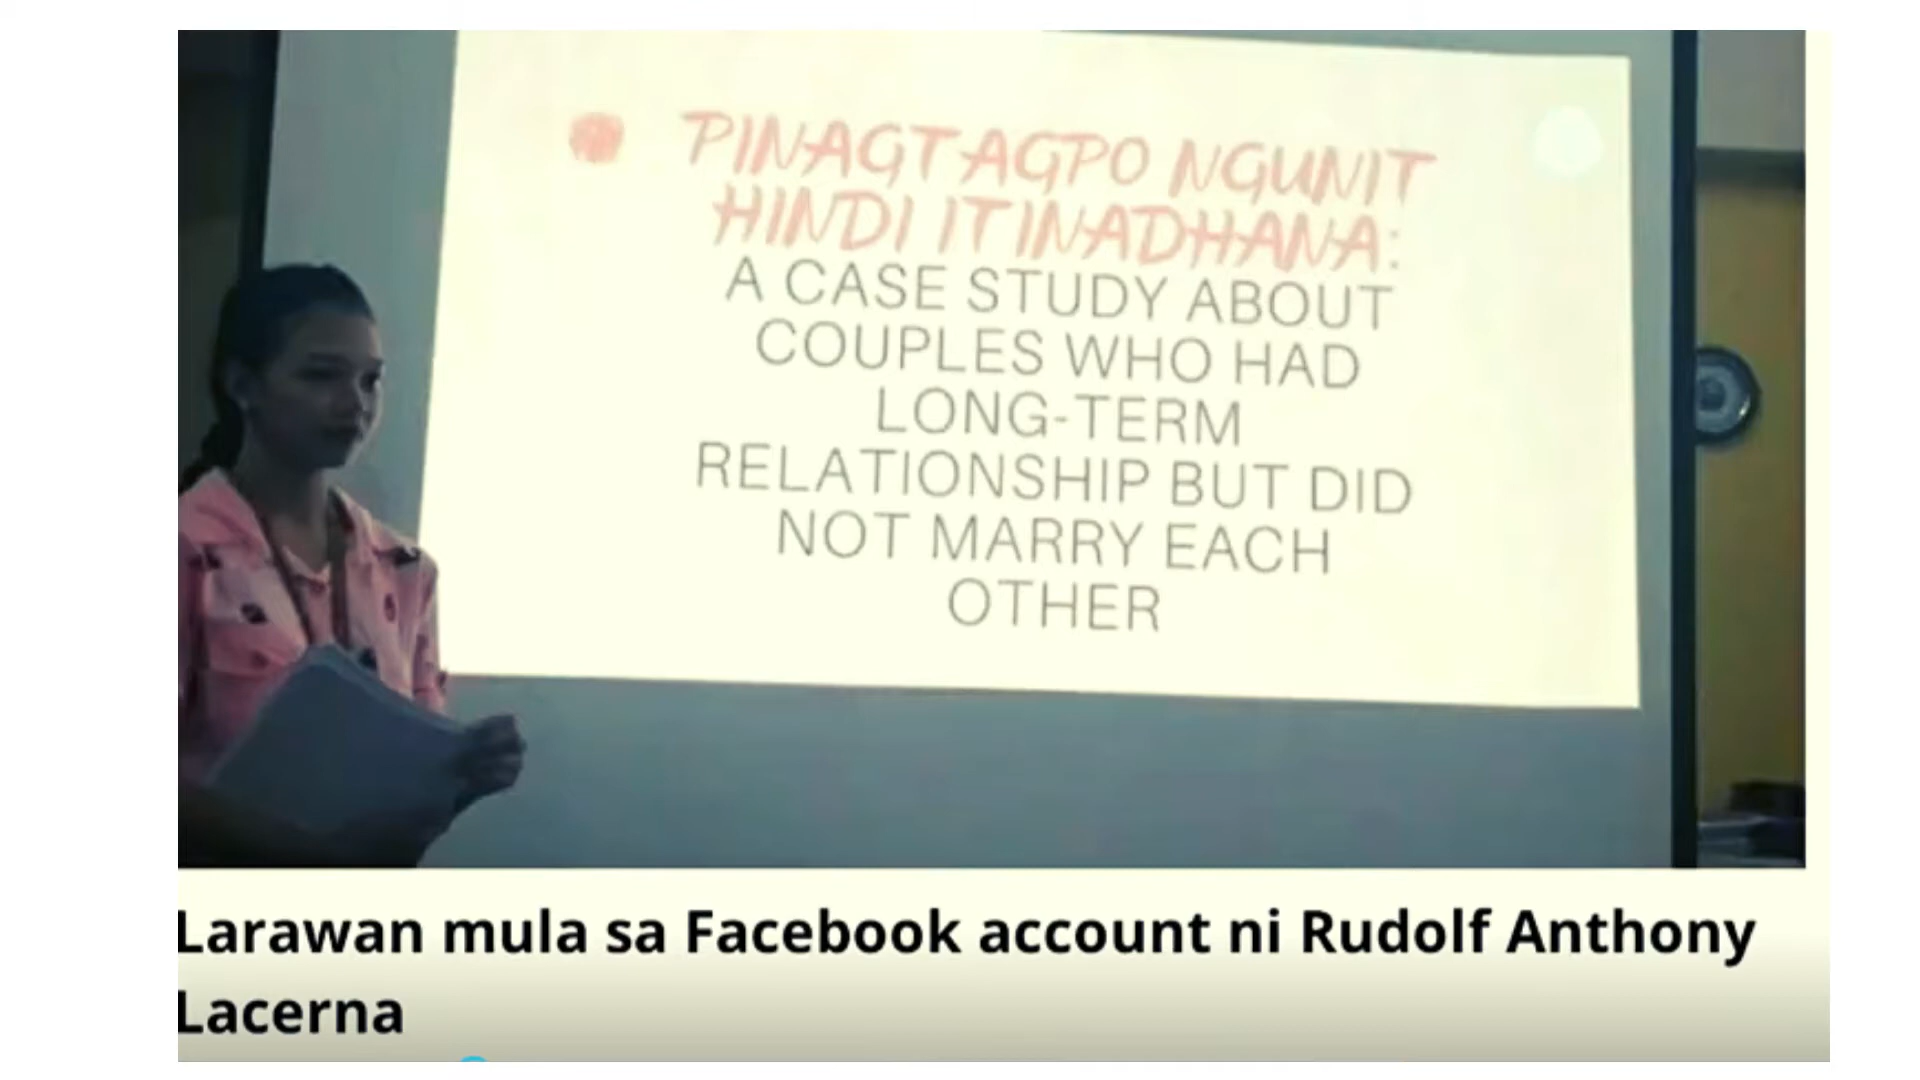 PINAGTAGPO NGUNIT
HINDI ITINADHANA:
A CASE STUDY ABOUT
COUPLES WHO HAD
LONG-TERM
RELATIONSHIP BUT DID
NOT MARRY EACH
OTHER
Larawan mula sa Facebook account ni Rudolf Anthony
Lacerna